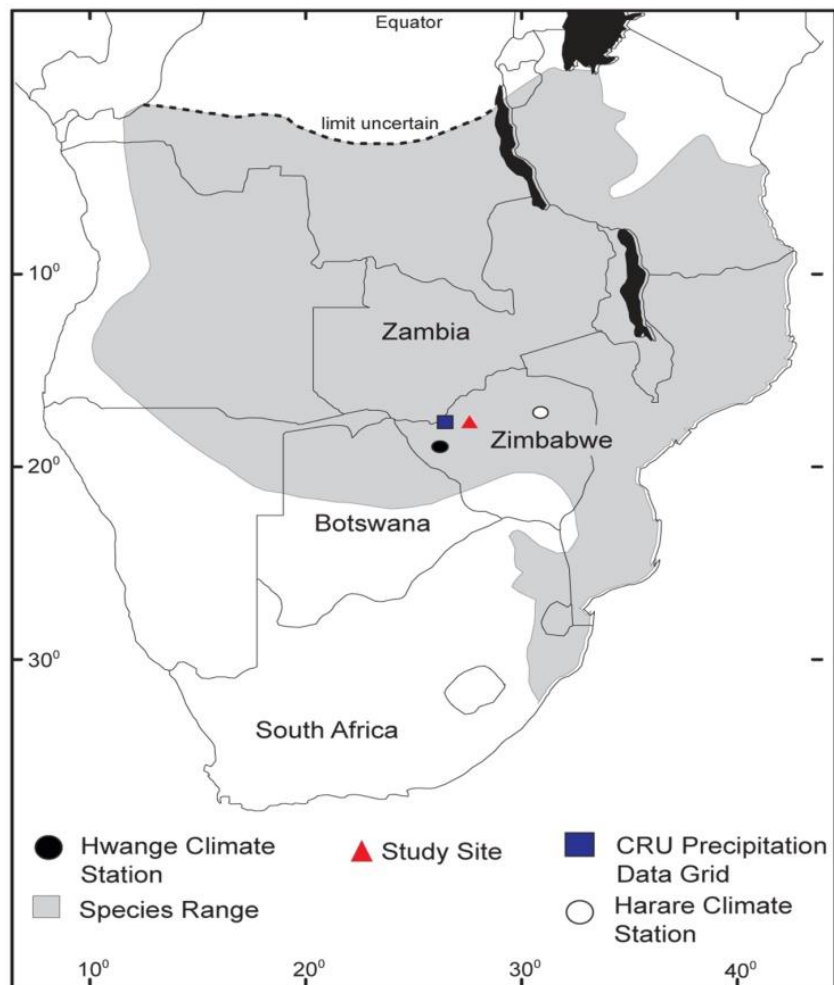 Equator
limit uncertain
10⁰
Zambia
Zimbabwe
20⁰
Botswana
30⁰
South Africa
Hwange Climate
Station
Study Site
CRU Precipitation
Data Grid
Species Range
Harare Climate
Station
10⁰ 20⁰ 30⁰ 40⁰